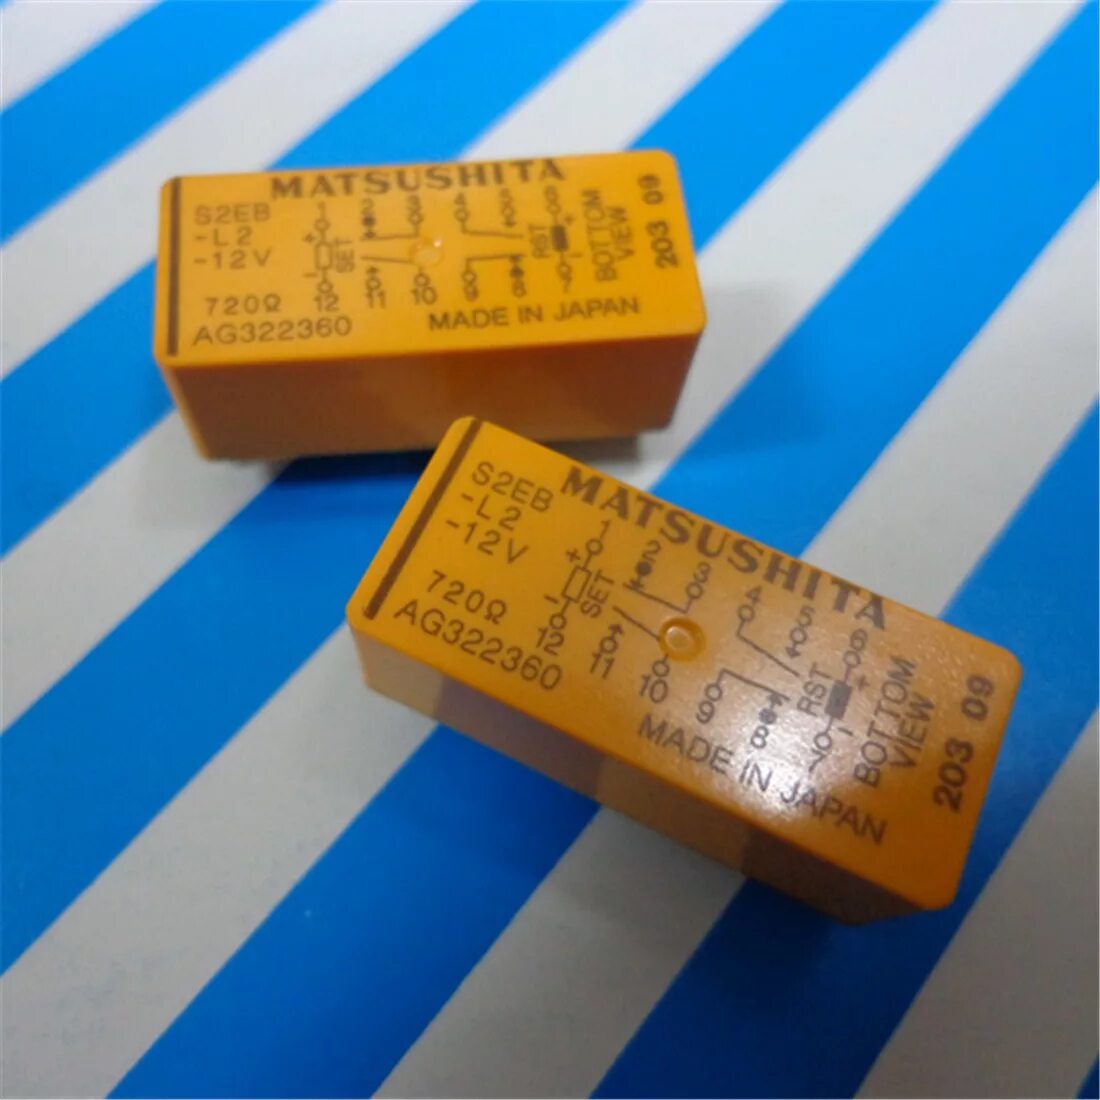 MATSUSHITA
S2EB 1 2 3 4 5 6
-L2 + SET RST +
-12V - -
720Ω 12 11 10 9 8 7
AG322360 MADE IN JAPAN
BOTTOM
VIEW
203 09
MATSUSHITA
S2EB 1 2 3 4 5 6
-L2 + SET RST +
-12V - -
720Ω 12 11 10 9 8 7
AG322360 MADE IN JAPAN
BOTTOM
VIEW
203 09